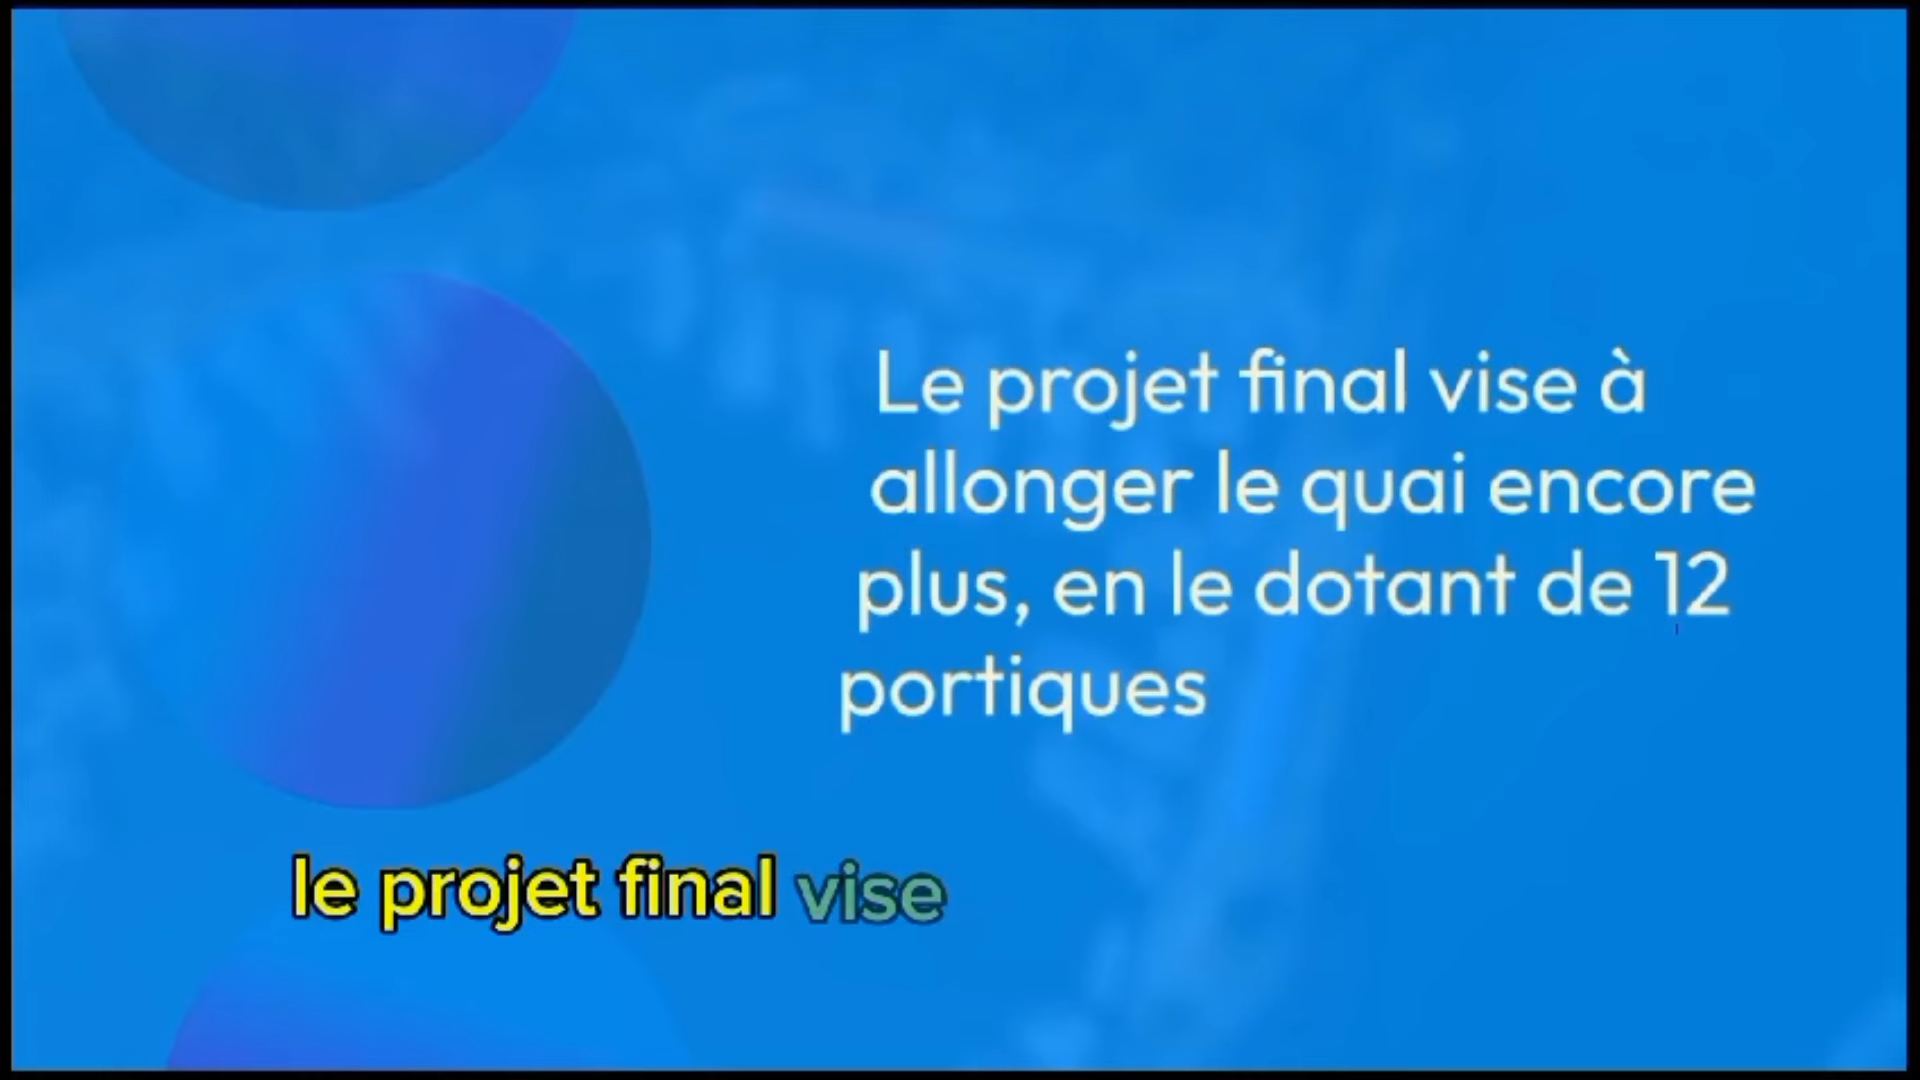 Le projet final vise à
allonger le quai encore
plus, en le dotant de 12
portiques
le projet final vise